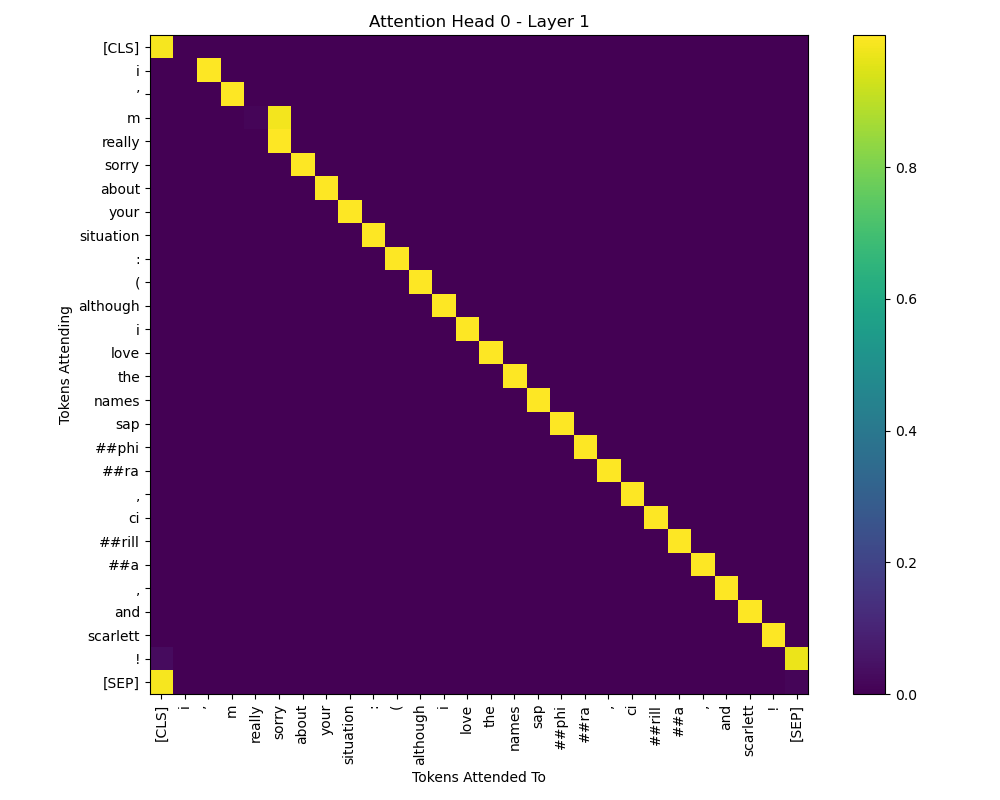 Attention Head 0 - Layer 1
[CLS]
i
’
m
really
sorry
about
your
situation
:
(
although
i
love
the
names
sap
##phi
##ra
,
ci
##rill
##a
,
and
scarlett
!
[SEP]
Tokens Attending
[CLS]
i
’
m
really
sorry
about
your
situation
:
(
although
i
love
the
names
sap
##phi
##ra
,
ci
##rill
##a
,
and
scarlett
!
[SEP]
Tokens Attended To
0.8
0.6
0.4
0.2
0.0